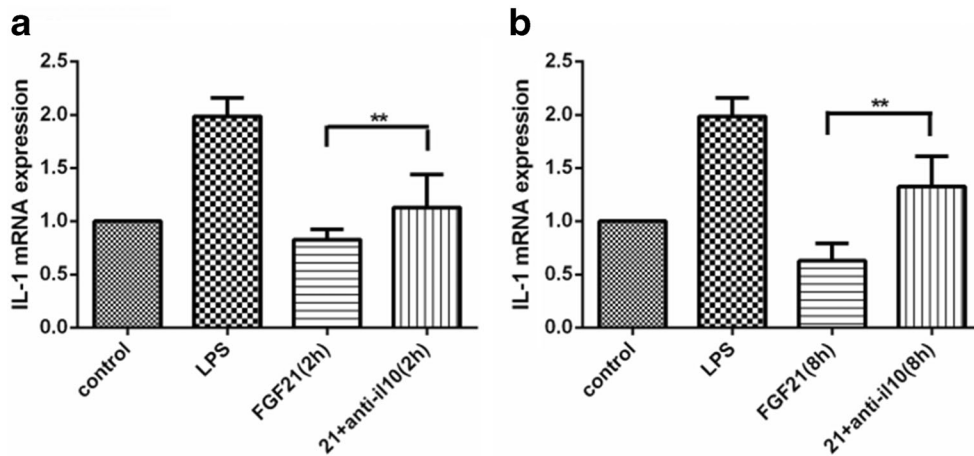 a
IL-1 mRNA expression
2.5
2.0
1.5
1.0
0.5
0.0
**
control
LPS
FGF21(2h)
21+anti-il10(2h)
b
IL-1 mRNA expression
2.5
2.0
1.5
1.0
0.5
0.0
**
control
LPS
FGF21(8h)
21+anti-il10(8h)